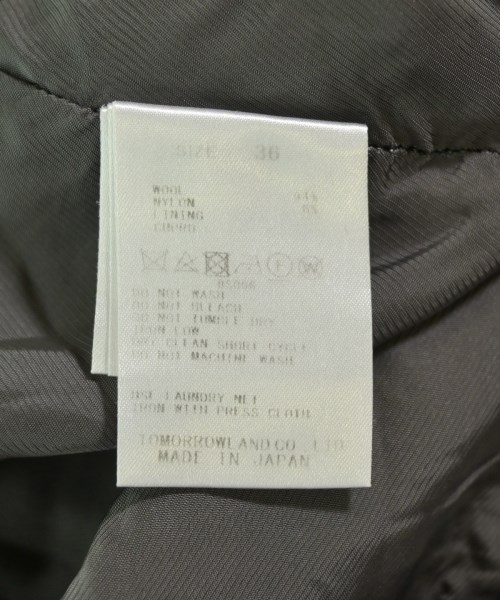 SIZE 36
WOOL 94%
NYLON 6%
LINING
CUPRO
F W
DO NOT WASH
DO NOT BLEACH
DO NOT TUMBLE DRY
IRON LOW
DRY CLEAN SHORT CYCLE
DO NOT MACHINE WASH
USE LAUNDRY NET
IRON WITH PRESS CLOTH
TOMORROWLAND CO. LTD.
MADE IN JAPAN